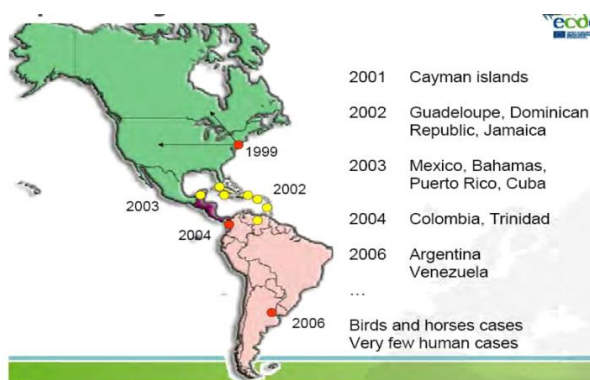 2001 Cayman islands
2002 Guadeloupe, Dominican
Republic, Jamaica
2003 Mexico, Bahamas,
Puerto Rico, Cuba
2004 Colombia, Trinidad
2006 Argentina
Venezuela
...
Birds and horses cases
Very few human cases
1999
2002
2003
2004
2006